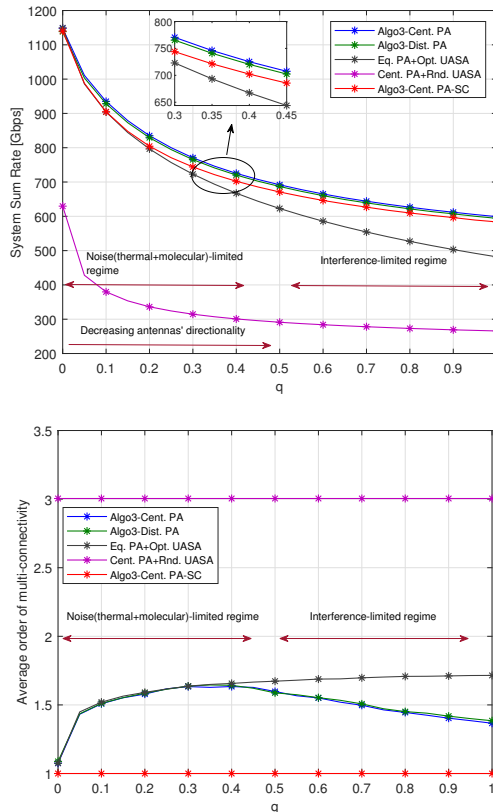 1200
1100
1000
900
800
700
600
500
400
300
200
System Sum Rate [Gbps]
800
750
700
650
0.3 0.35 0.4 0.45
Algo3-Cent. PA
Algo3-Dist. PA
Eq. PA+Opt. UASA
Cent. PA+Rnd. UASA
Algo3-Cent. PA-SC
Noise(thermal+molecular)-limited
regime
Interference-limited regime
Decreasing antennas' directionality
0 0.1 0.2 0.3 0.4 0.5 0.6 0.7 0.8 0.9
q
3.5
3
2.5
2
1.5
1
Average order of multi-connectivity
Algo3-Cent. PA
Algo3-Dist. PA
Eq. PA+Opt. UASA
Cent. PA+Rnd. UASA
Algo3-Cent. PA-SC
Noise(thermal+molecular)-limited regime
Interference-limited regime
0 0.1 0.2 0.3 0.4 0.5 0.6 0.7 0.8 0.9 1
q